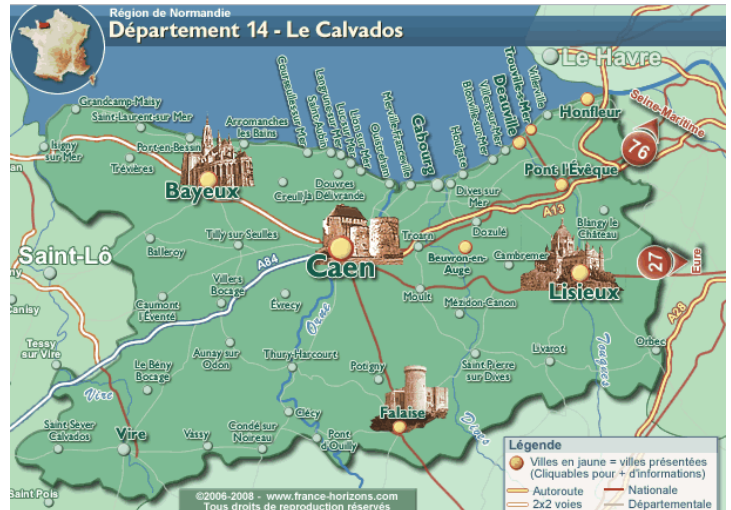 Région de Normandie
Département 14 - Le Calvados
Le Havre
Grandcamp-Maisy
Saint-Laurent-sur Mer
Arromanches
les Bains
Courseulles-sur Mer
Saint-Aubin
Langrune-sur Mer
Luc-sur Mer
Lion-sur Mer
Ouistreham
Merville-Franceville
Cabourg
Houlgate
Blonville-sur-Mer
Villers-sur Mer
Deauville
Trouville-s-Mer
Villerville
Honfleur
Seine-Maritime
76
Isigny
sur Mer
Port-en-Bessin
Trévières
Bayeux
Creuilly
Douvres
la Délivrande
Dives sur
Mer
Pont l'Évêque
A13
Blangy le
Château
Saint-Lô
Balleroy
Tilly sur Seulles
Caen
Troarn
Dozulé
Beuvron-en-
Auge
Cambremer
Lisieux
27
Eure
A84
Villers
Bocage
Caumont
l'Éventé
Évrecy
Orne
Moult
Mézidon-Canon
A28
Canisy
Tessy
sur Vire
Le Bény
Bocage
Aunay sur
Odon
Thury-Harcourt
Potiguy
Saint Pierre
sur Dives
Livarot
Touques
Orbec
Vire
Falaise
Clécy
Dives
Saint Sever
Calvados
Vire
Vassy
Condé sur
Noireau
Pont
d'Ouilly
Saint Pois
Légende
Villes en jaune = villes présentées
(Cliquables pour + d'informations)
Autoroute
Nationale
2x2 voies
Départementale
©2006-2008 - www.france-horizons.com
Tous droits de reproduction réservés